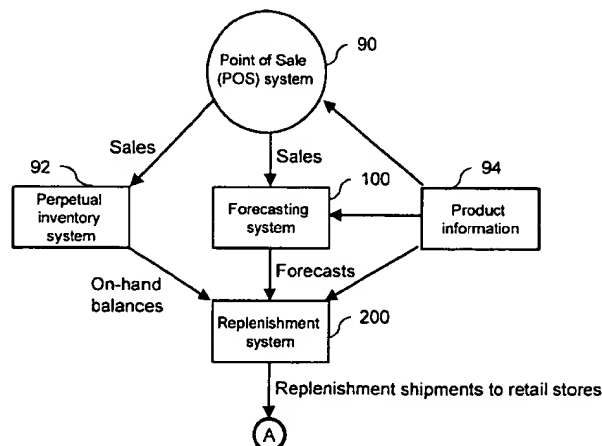 90
Point of Sale
(POS) system
Sales
Sales
92
100
94
Perpetual
inventory
system
Forecasting
system
Product
information
On-hand
balances
Forecasts
200
Replenishment
system
Replenishment shipments to retail stores
A